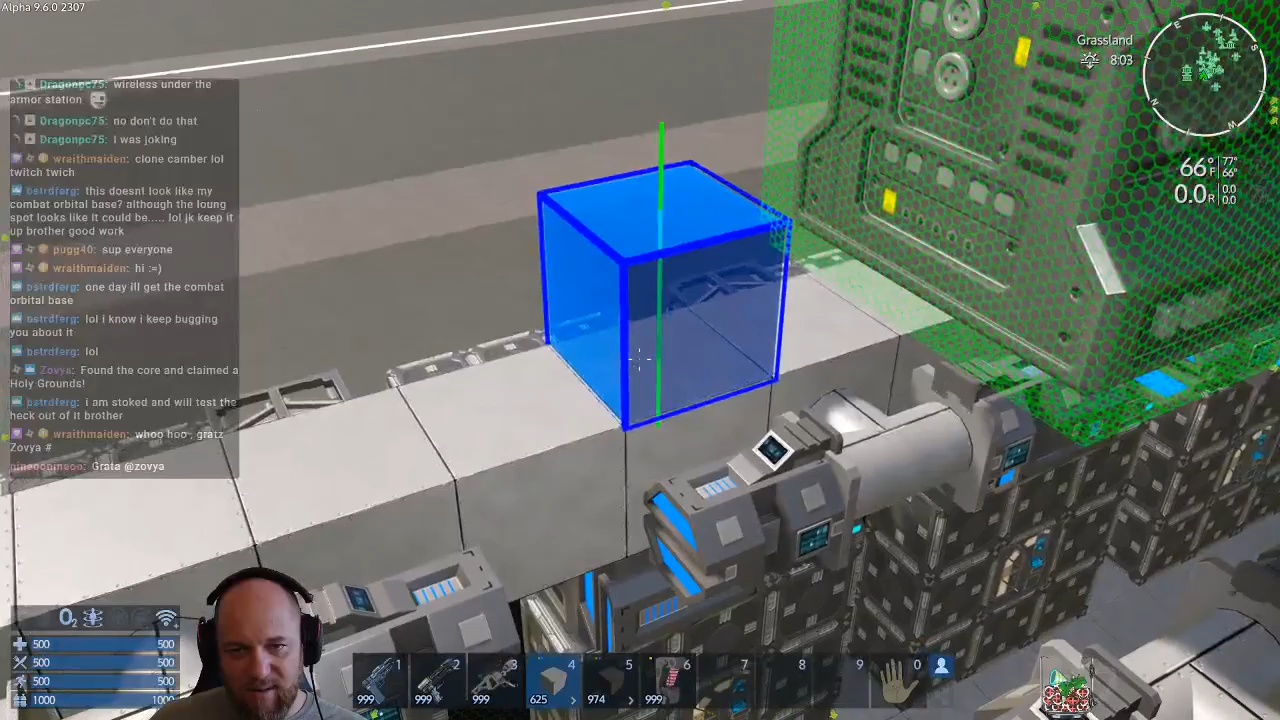 Alpha 9.6.0 2307
Dragonpc75: wireless under the
armor station
Dragonpc75: no don't do that
Dragonpc75: I was joking
wraithmaiden: clone camber lol
twitch twich
bstrdferg: this doesnt look like my
combat orbital base? although the loung
spot looks like it could be..... lol jk keep it
up brother good work
pugg40: sup everyone
wraithmaiden: hi :=)
bstrdferg: one day ill get the combat
orbital base
bstrdferg: lol i know i keep bugging
you about it
bstrdferg: lol
Zovya: Found the core and claimed a
Holy Grounds!
bstrdferg: i am stoked and will test the
heck out of it brother
wraithmaiden: whoo hoo , gratz
Zovya #
Grata @zovya
Grassland
8:03
E
S
N
W
66°F 77° 66°
0.0R 0.0 0.0
O2
500 500
500 500
500 500
1000
1 2 3 4 5 6 7 8 9 0
999 999 999 625 974 999